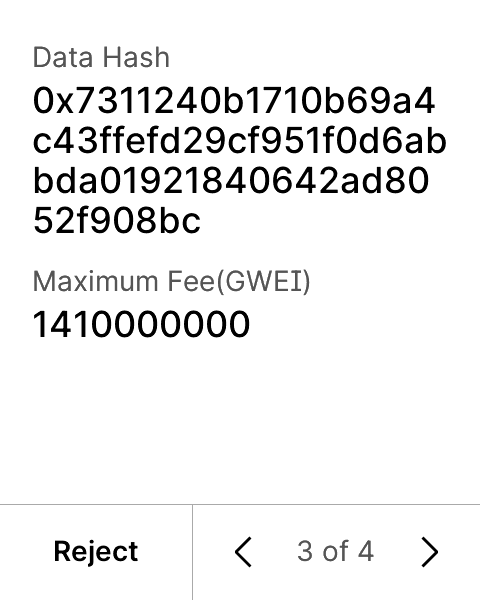 Data Hash
0x7311240b1710b69a4
c43ffefd29cf951f0d6ab
bda01921840642ad80
52f908bc
Maximum Fee(GWEI)
1410000000
Reject
3 of 4